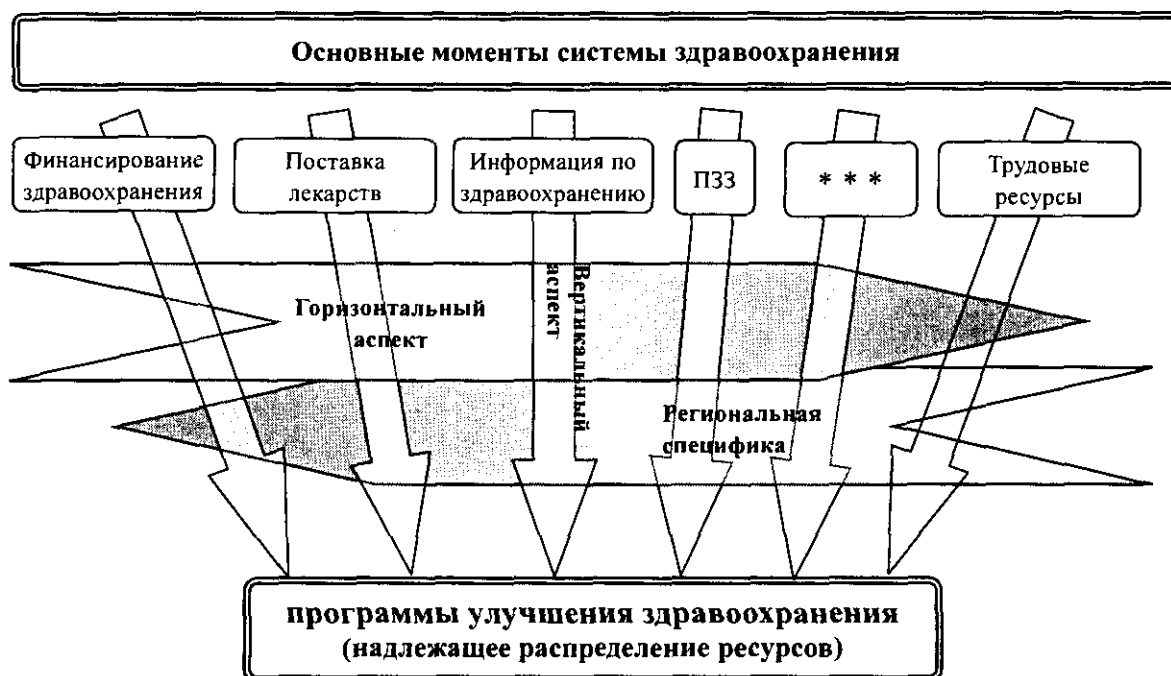 Основные моменты системы здравоохранения
Финансирование
здравоохранения
Поставка
лекарств
Информация по
здравоохранению
ПЗЗ
* * *
Трудовые
ресурсы
Горизонтальный
аспект
Вертикальный
аспект
Региональная
специфика
программы улучшения здравоохранения
(надлежащее распределение ресурсов)